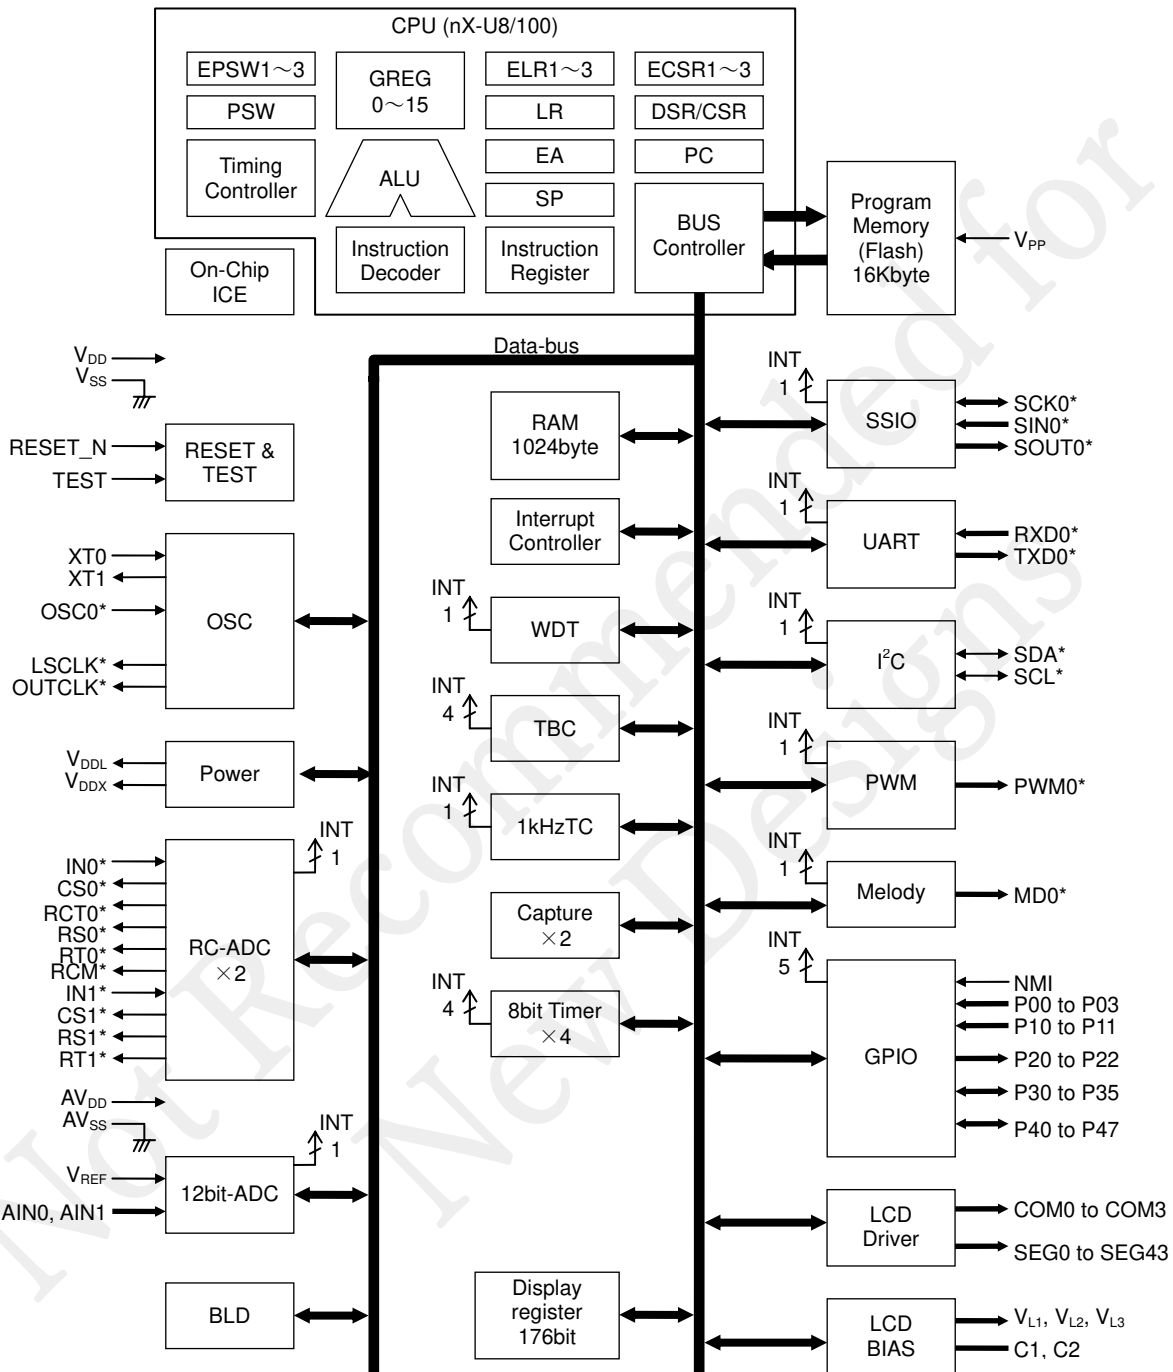 CPU (nX-U8/100)
EPSW1～3
GREG
0～15
ELR1～3
ECSR1～3
PSW
LR
DSR/CSR
Timing
Controller
ALU
EA
PC
SP
BUS
Controller
Instruction
Decoder
Instruction
Register
On-Chip
ICE
Program
Memory
(Flash)
16Kbyte
VPP
Data-bus
VDD
VSS
RESET_N
TEST
RESET &
TEST
XT0
XT1
OSC0*
LSCLK*
OUTCLK*
OSC
VDDL
VDDX
Power
IN0*
CS0*
RCT0*
RS0*
RT0*
RCM*
IN1*
CS1*
RS1*
RT1*
RC-ADC
×2
INT
1
AVDD
AVSS
VREF
AIN0, AIN1
12bit-ADC
INT
1
BLD
RAM
1024byte
Interrupt
Controller
INT
1
WDT
INT
4
TBC
INT
1
1kHzTC
Capture
×2
INT
4
8bit Timer
×4
Display
register
176bit
INT
1
SSIO
SCK0*
SIN0*
SOUT0*
INT
1
UART
RXD0*
TXD0*
INT
1
I²C
SDA*
SCL*
INT
1
PWM
PWM0*
INT
1
Melody
MD0*
INT
5
GPIO
NMI
P00 to P03
P10 to P11
P20 to P22
P30 to P35
P40 to P47
LCD
Driver
COM0 to COM3
SEG0 to SEG43
LCD
BIAS
VL1, VL2, VL3
C1, C2
Not Recommended for
New Designs